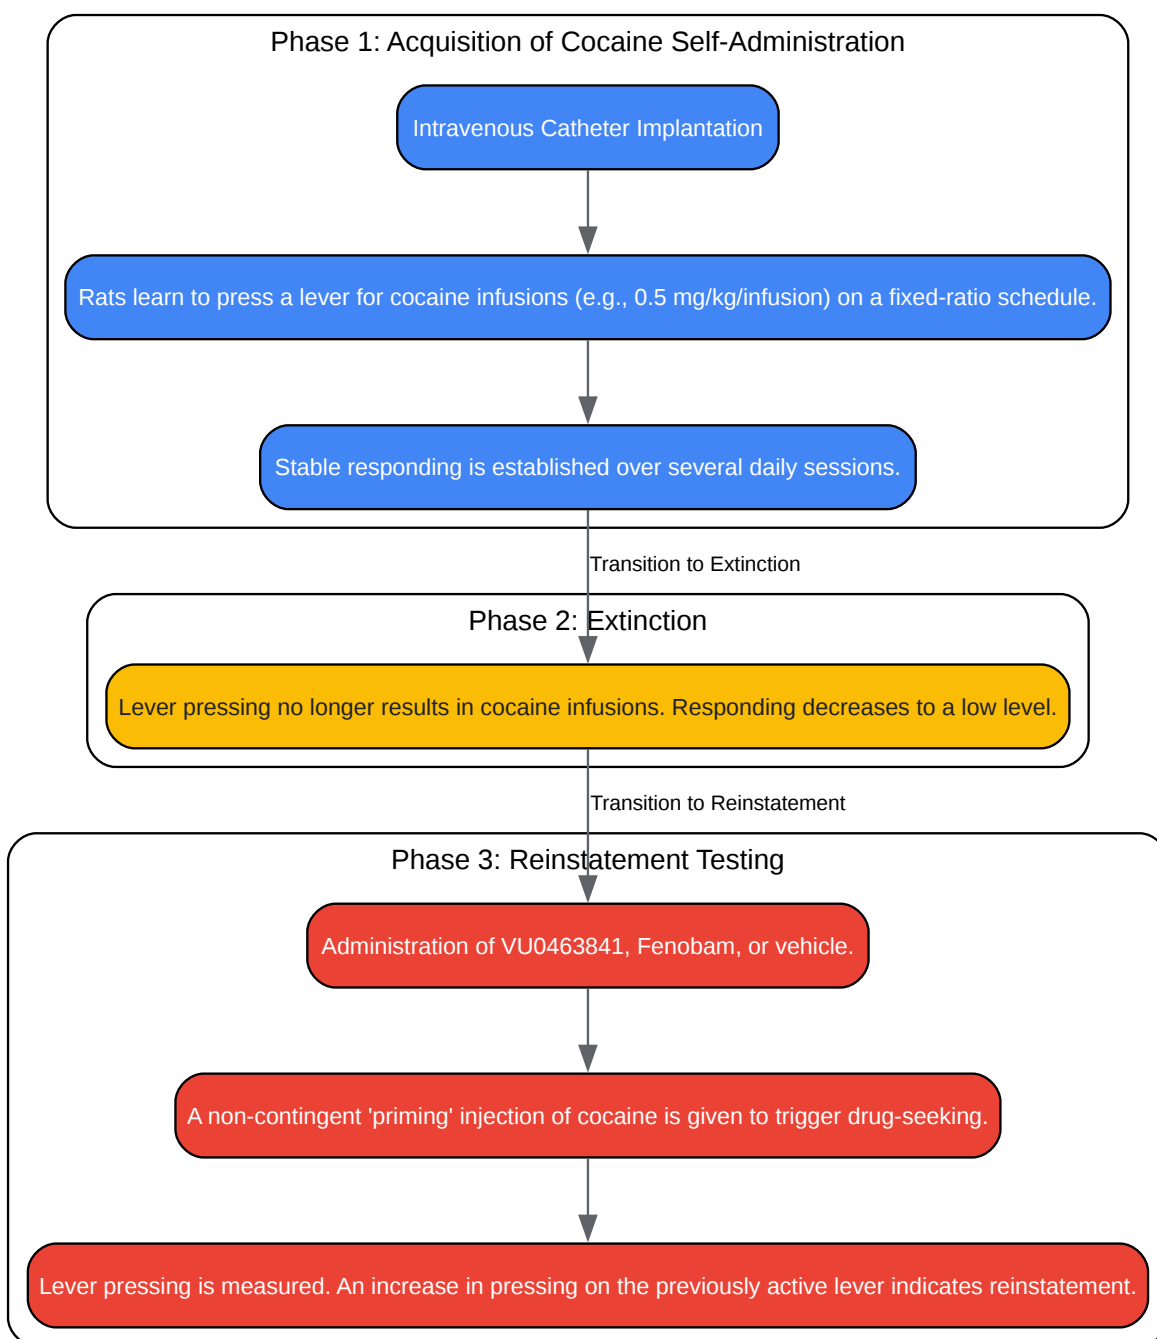 Phase 1: Acquisition of Cocaine Self-Administration
Intravenous Catheter Implantation
Rats learn to press a lever for cocaine infusions (e.g., 0.5 mg/kg/infusion) on a fixed-ratio schedule.
Stable responding is established over several daily sessions.
Transition to Extinction
Phase 2: Extinction
Lever pressing no longer results in cocaine infusions. Responding decreases to a low level.
Transition to Reinstatement
Phase 3: Reinstatement Testing
Administration of VU0463841, Fenobam, or vehicle.
A non-contingent 'priming' injection of cocaine is given to trigger drug-seeking.
Lever pressing is measured. An increase in pressing on the previously active lever indicates reinstatement.